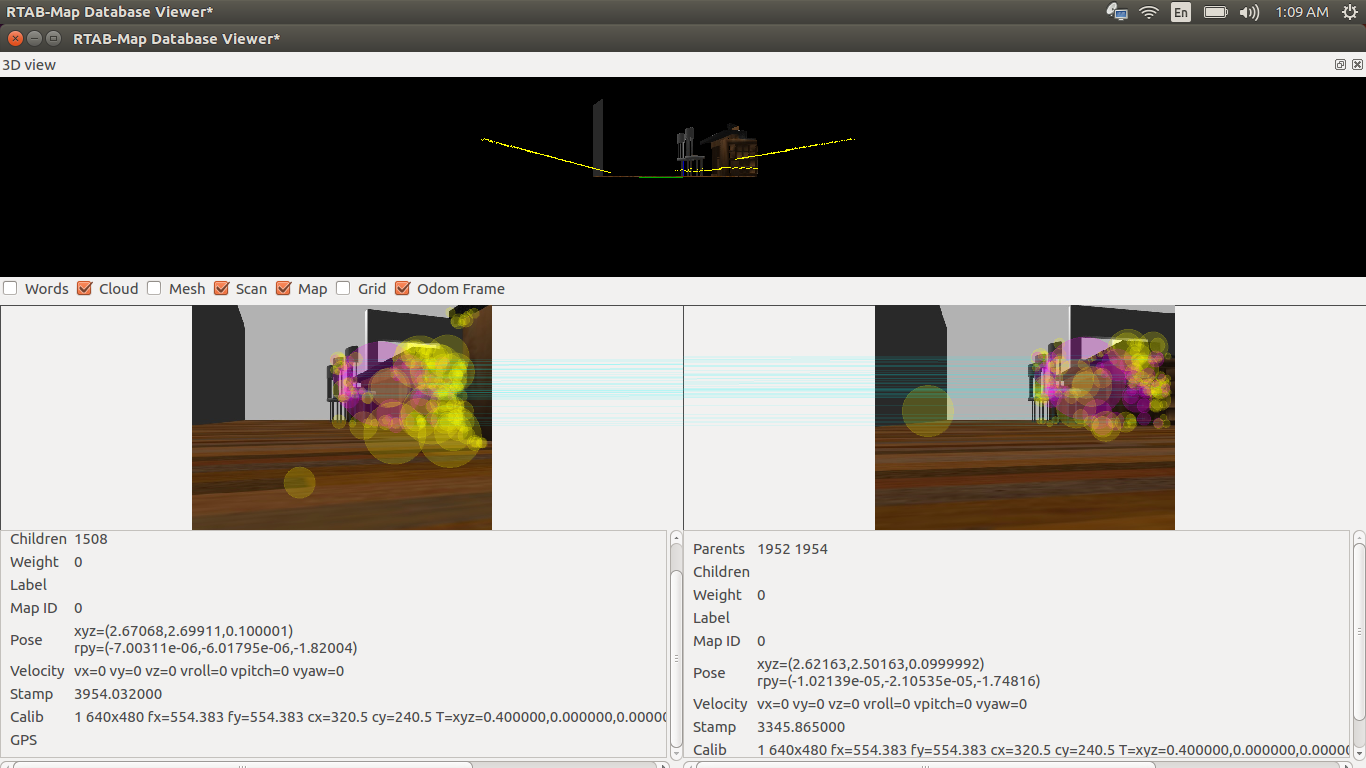 RTAB-Map Database Viewer*
En
1:09 AM
RTAB-Map Database Viewer*
3D view
Words Cloud Mesh Scan Map Grid Odom Frame
Children 1508
Weight 0
Label
Map ID 0
Pose xyz=(2.67068,2.69911,0.100001)
rpy=(-7.00311e-06,-6.01795e-06,-1.82004)
Velocity vx=0 vy=0 vz=0 vroll=0 vpitch=0 vyaw=0
Stamp 3954.032000
Calib 1 640x480 fx=554.383 fy=554.383 cx=320.5 cy=240.5 T=xyz=0.400000,0.000000,0.0000
GPS
Parents 1952 1954
Children
Weight 0
Label
Map ID 0
Pose xyz=(2.62163,2.50163,0.0999992)
rpy=(-1.02139e-05,-2.10535e-05,-1.74816)
Velocity vx=0 vy=0 vz=0 vroll=0 vpitch=0 vyaw=0
Stamp 3345.865000
Calib 1 640x480 fx=554.383 fy=554.383 cx=320.5 cy=240.5 T=xyz=0.400000,0.000000,0.0000